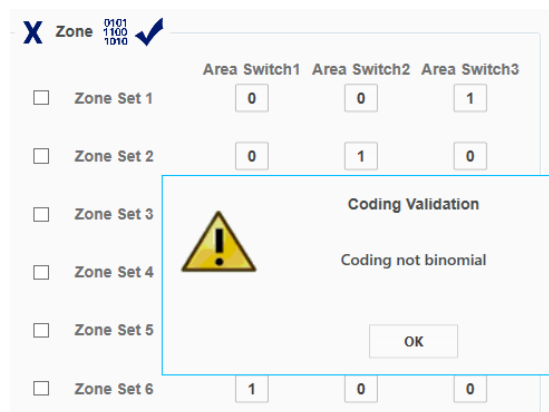 X Zone 0101
1100
1010
Area Switch1 Area Switch2 Area Switch3
Zone Set 1 0 0 1
Zone Set 2 0 1 0
Zone Set 3
Zone Set 4
Zone Set 5
Coding Validation
Coding not binomial
OK
Zone Set 6 1 0 0